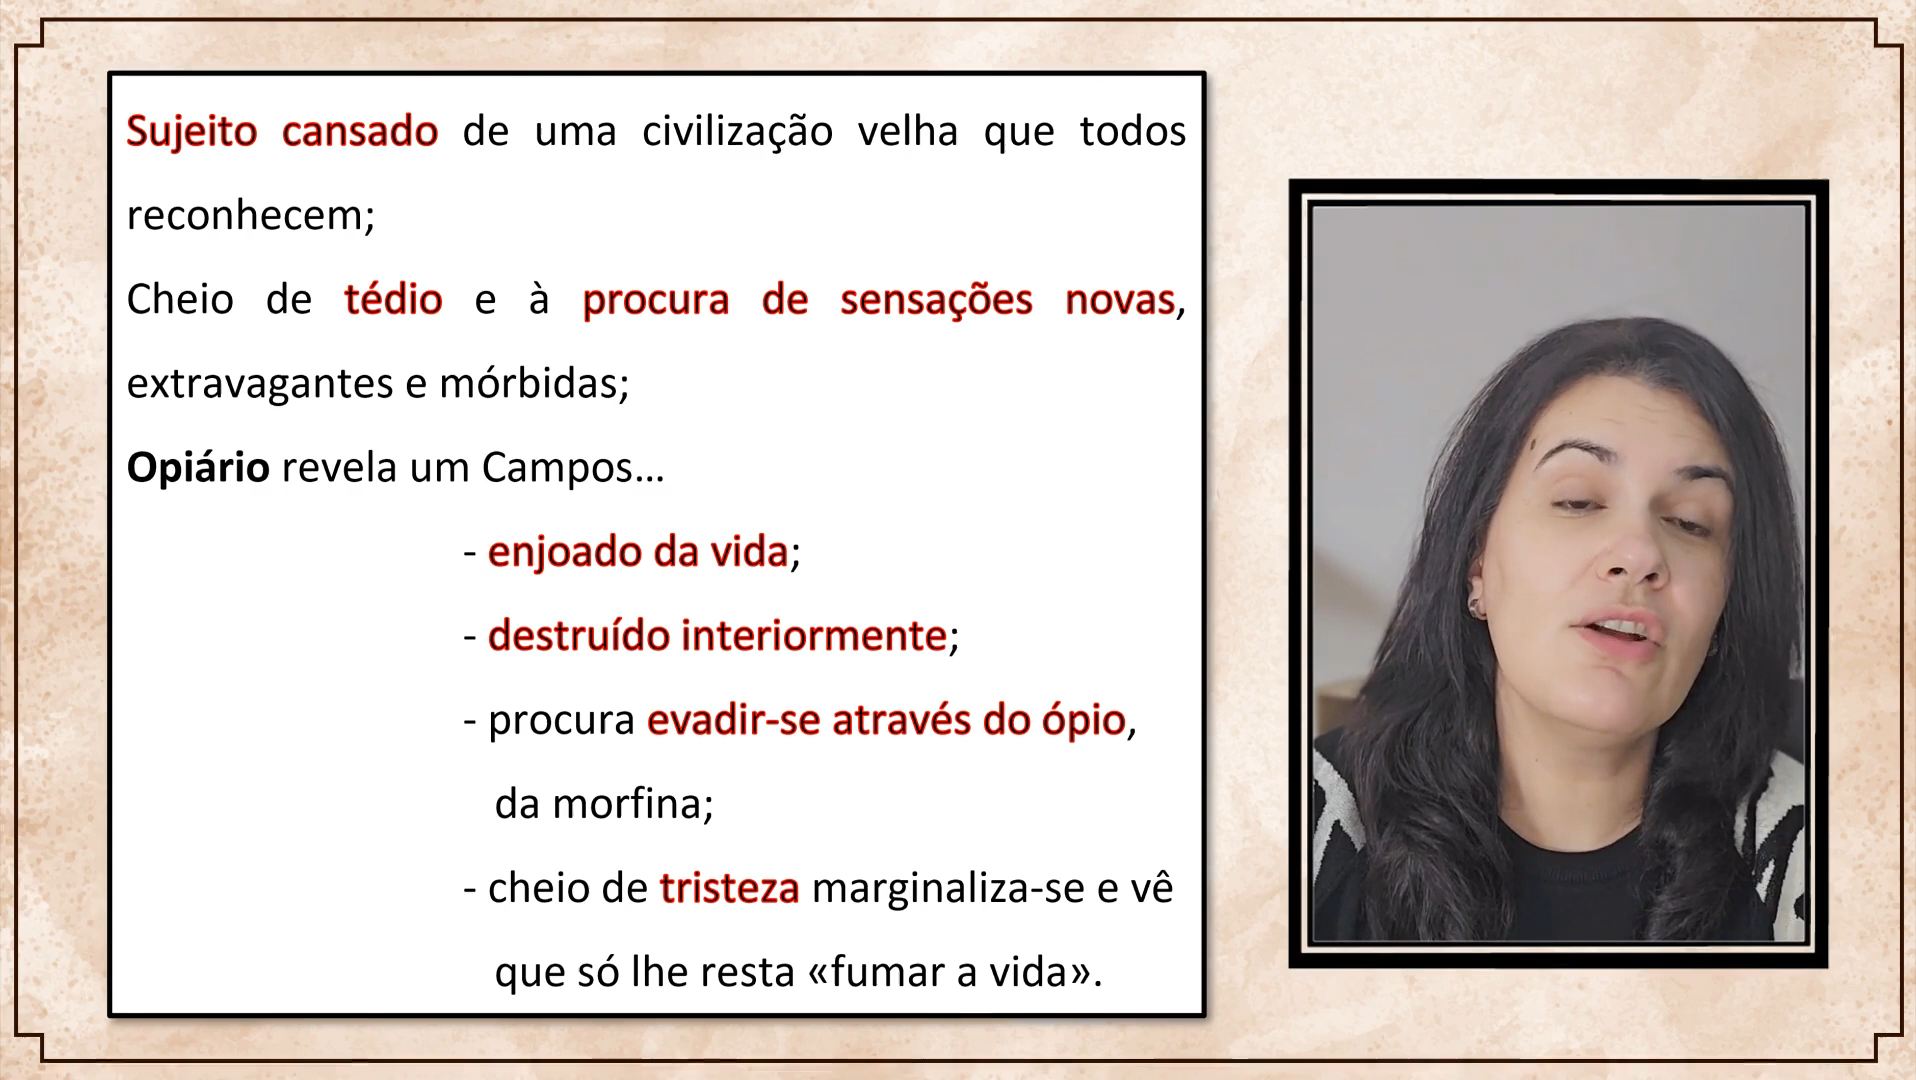 Sujeito cansado de uma civilização velha que todos
reconhecem;
Cheio de tédio e à procura de sensações novas,
extravagantes e mórbidas;
Opiário revela um Campos...
- enjoado da vida;
- destruído interiormente;
- procura evadir-se através do ópio,
da morfina;
- cheio de tristeza marginaliza-se e vê
que só lhe resta «fumar a vida».